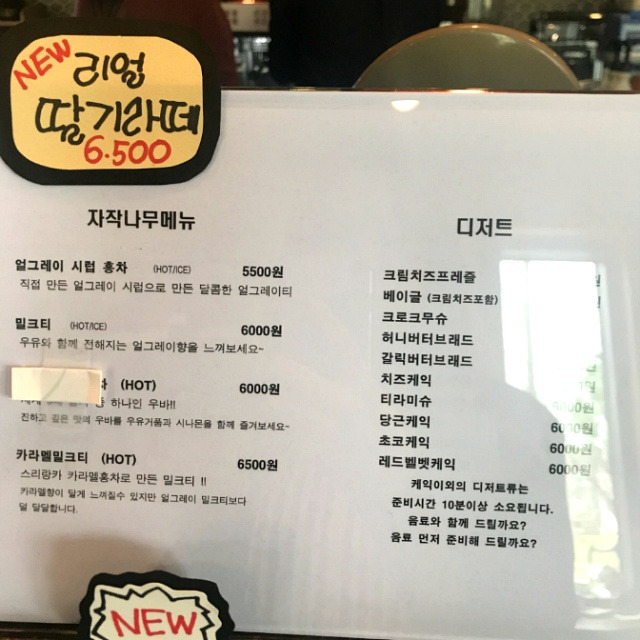 NEW
리얼
딸기라떼
6.500
자작나무메뉴
얼그레이 시럽 홍차 (HOT/ICE) 5500원
직접 만든 얼그레이 시럽으로 만든 달콤한 얼그레이티
밀크티 (HOT/ICE) 6000원
우유와 함께 전해지는 얼그레이향을 느껴보세요~
(HOT) 6000원
하나인 우바!!
진하고 깊은 맛의 우바를 우유거품과 시나몬을 함께 즐겨보세요~
카라멜밀크티 (HOT) 6500원
스리랑카 카라멜홍차로 만든 밀크티 !!
카라멜향이 달게 느껴질수 있지만 얼그레이 밀크티보다
덜 달달합니다.
디저트
크림치즈프레즐
베이글 (크림치즈포함)
크로크무슈
허니버터브래드
갈릭버터브래드
치즈케익
티라미슈
당근케익 6000원
초코케익 6000원
레드벨벳케익 6000원
케익이외의 디저트류는
준비시간 10분이상 소요됩니다.
음료와 함께 드릴까요?
음료 먼저 준비해 드릴까요?
NEW